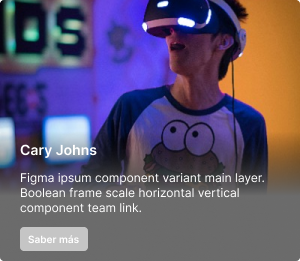 Cary Johns
Figma ipsum component variant main layer.
Boolean frame scale horizontal vertical
component team link.
Saber más